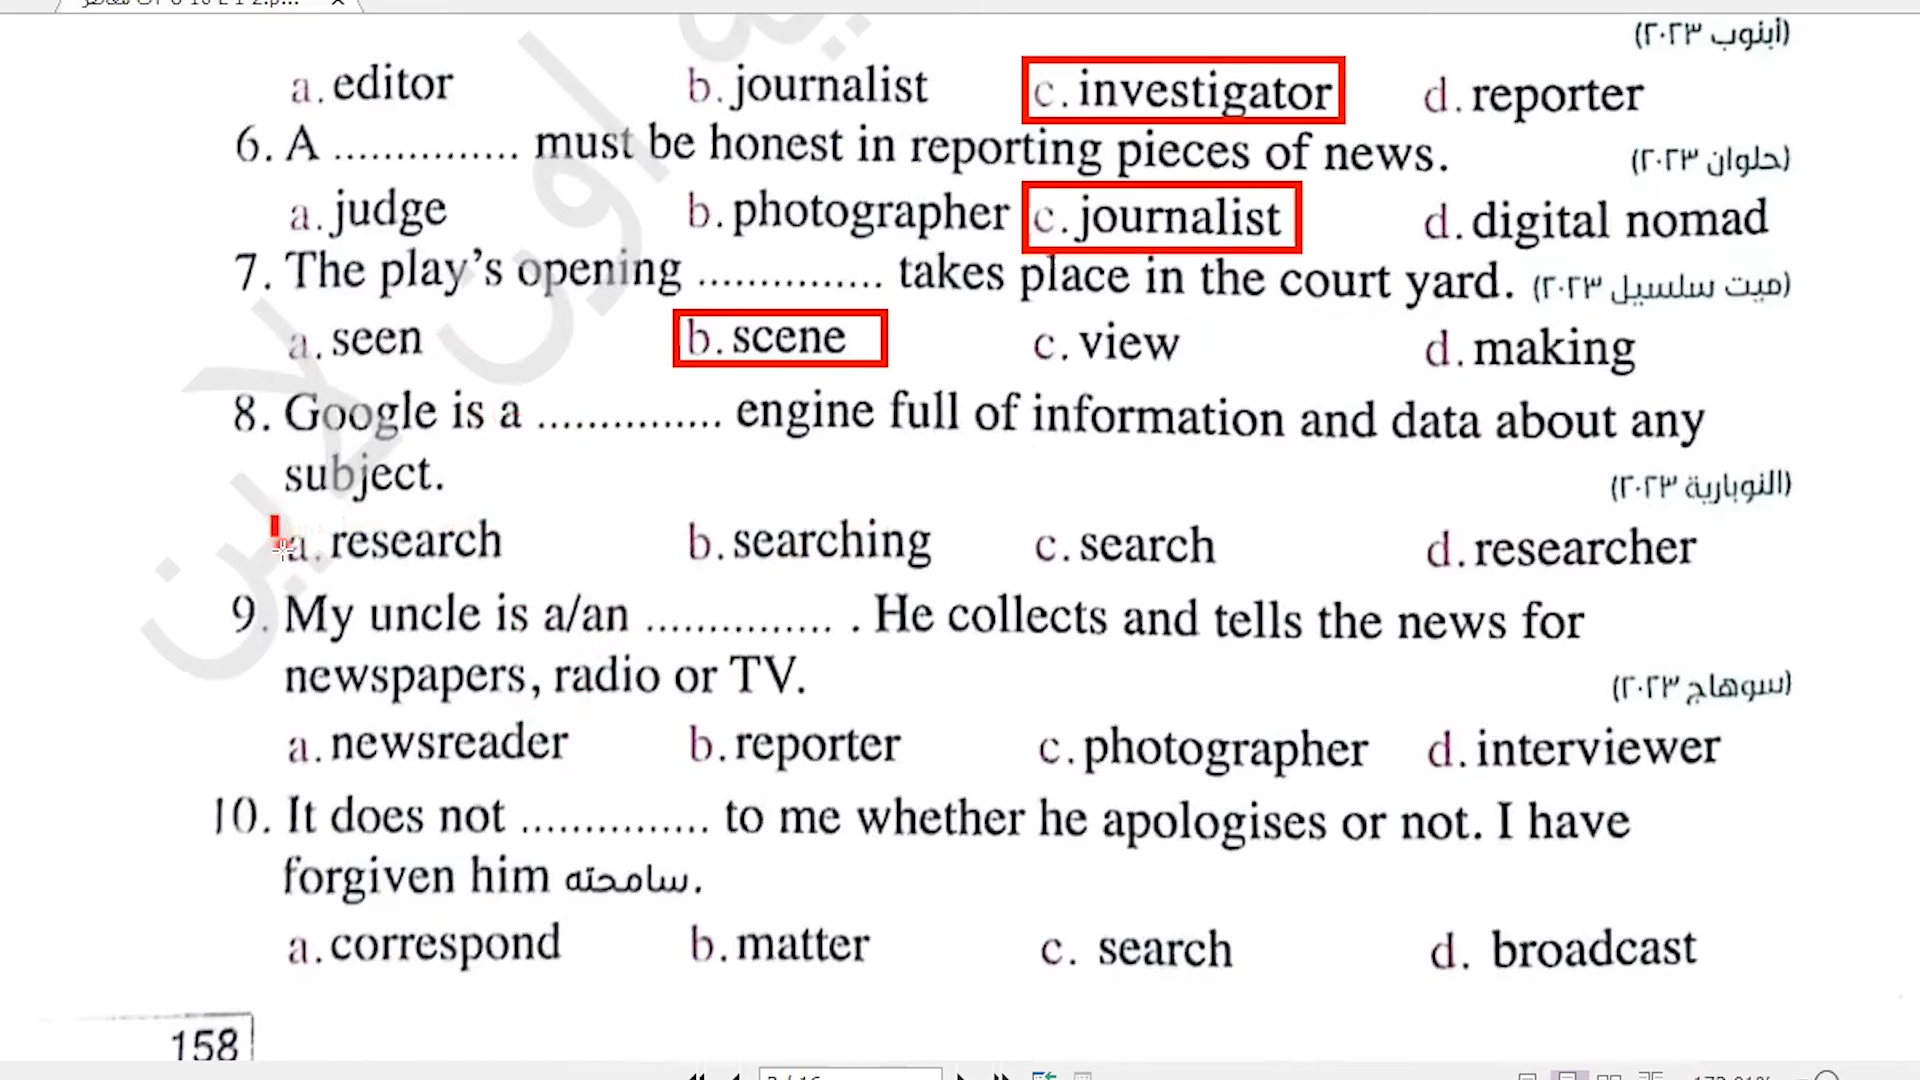 (أبنوب ٢٠٢٣)
a. editor b. journalist c. investigator d. reporter
6. A ............... must be honest in reporting pieces of news. (حلوان ٢٠٢٣)
a. judge b. photographer c. journalist d. digital nomad
7. The play's opening ............... takes place in the court yard. (ميت سلسيل ٢٠٢٣)
a. seen b. scene c. view d. making
8. Google is a ............... engine full of information and data about any
subject. (النوبارية ٢٠٢٣)
a. research b. searching c. search d. researcher
9. My uncle is a/an ............... . He collects and tells the news for
newspapers, radio or TV. (سوهاج ٢٠٢٣)
a. newsreader b. reporter c. photographer d. interviewer
10. It does not ............... to me whether he apologises or not. I have
forgiven him سامحته.
a. correspond b. matter c. search d. broadcast
158